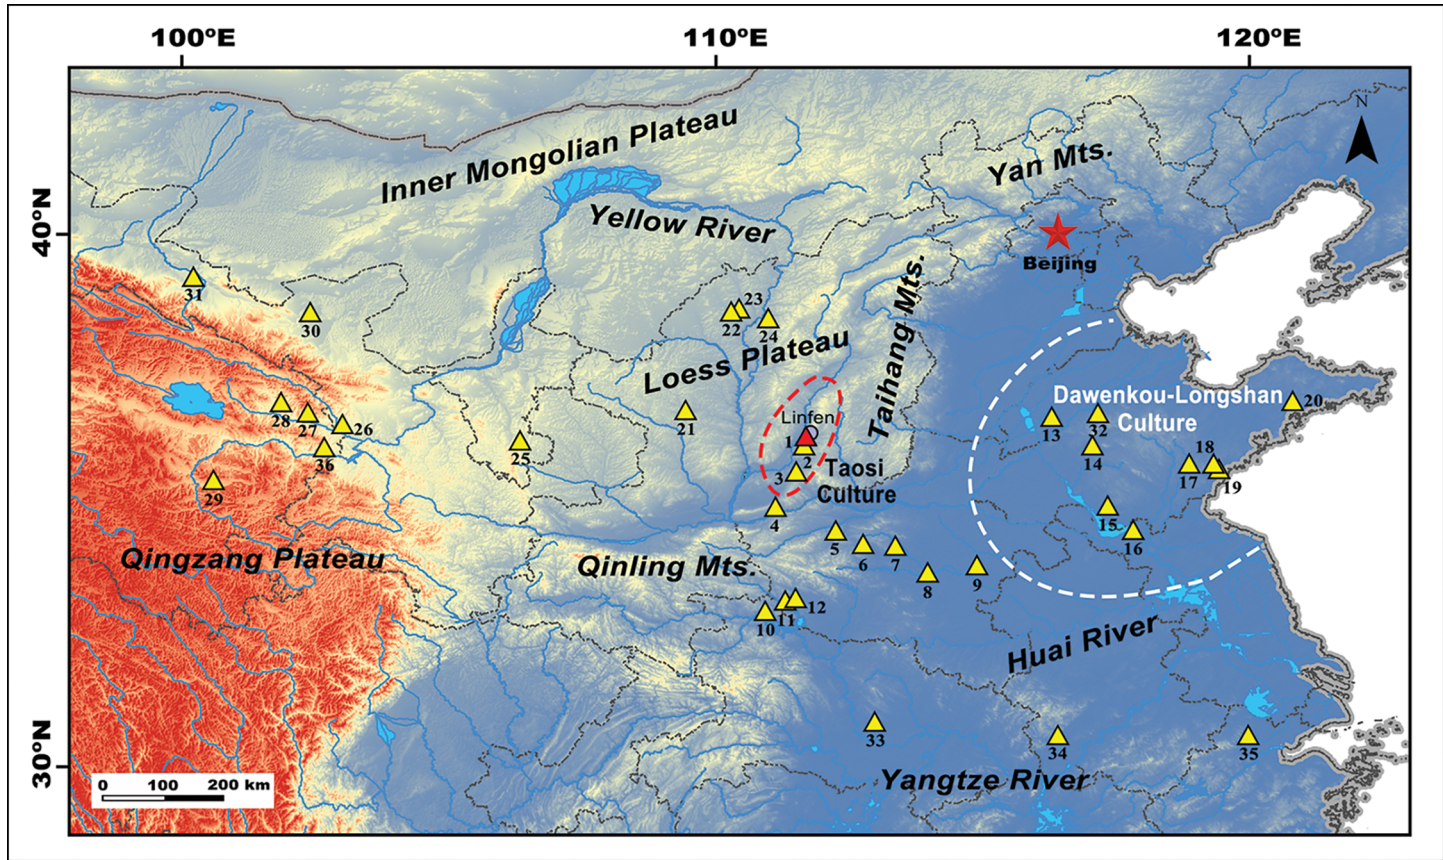 100°E
110°E
120°E
N
Inner Mongolian Plateau
Yan Mts.
Yellow River
40°N
Beijing
31
30
23
22
24
Taihang Mts.
Loess Plateau
Dawenkou-Longshan
Culture
20
Linfen
28
27
26
21
13
32
1
2
14
25
36
18
Taosi
Culture
3
17
19
29
4
15
5
16
Qingzang Plateau
Qinling Mts.
6
7
8
9
12
11
10
Huai River
33
34
35
30°N
Yangtze River
0 100 200 km